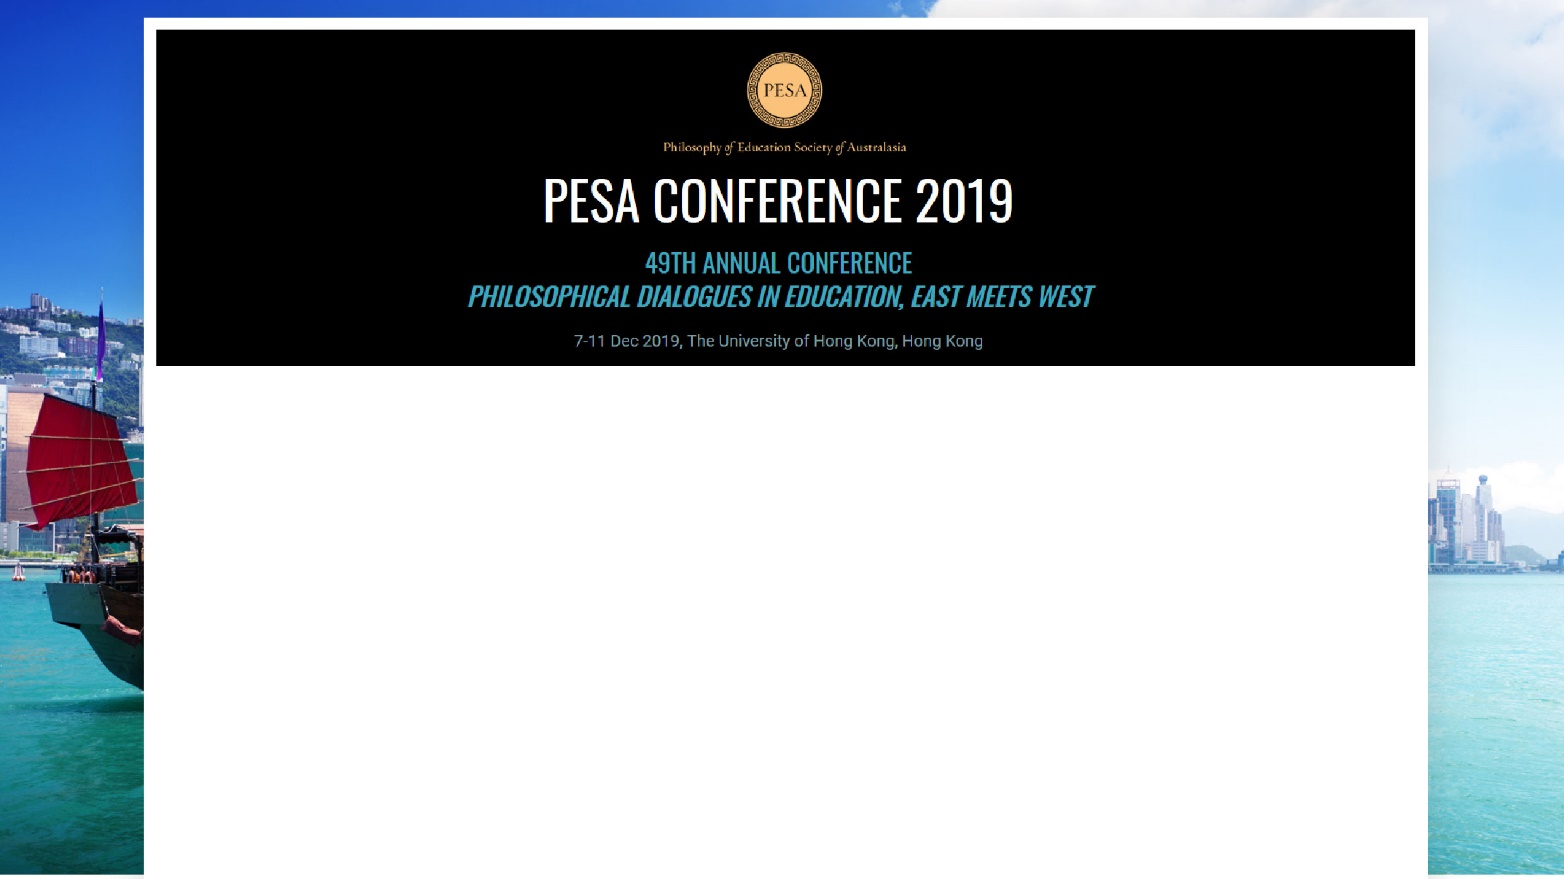 PESA
Philosophy of Education Society of Australasia
PESA CONFERENCE 2019
49TH ANNUAL CONFERENCE
PHILOSOPHICAL DIALOGUES IN EDUCATION, EAST MEETS WEST
7-11 Dec 2019, The University of Hong Kong, Hong Kong